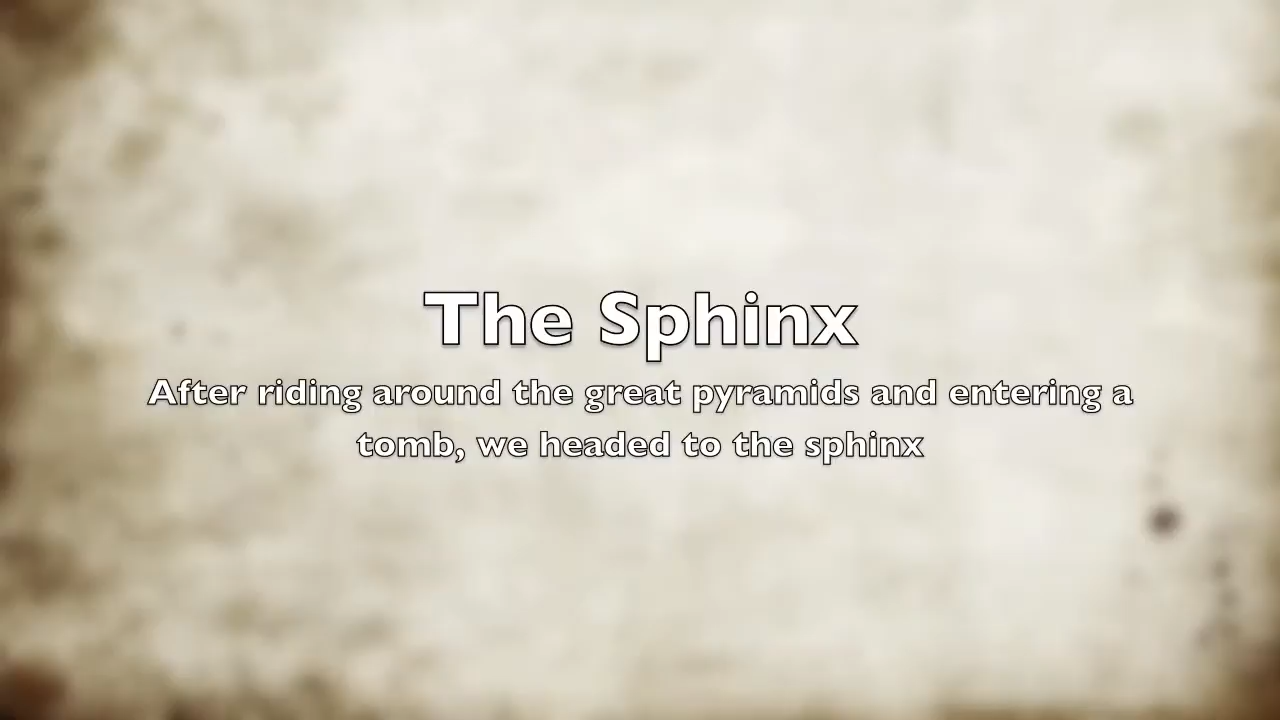 The Sphinx
After riding around the great pyramids and entering a
tomb, we headed to the sphinx